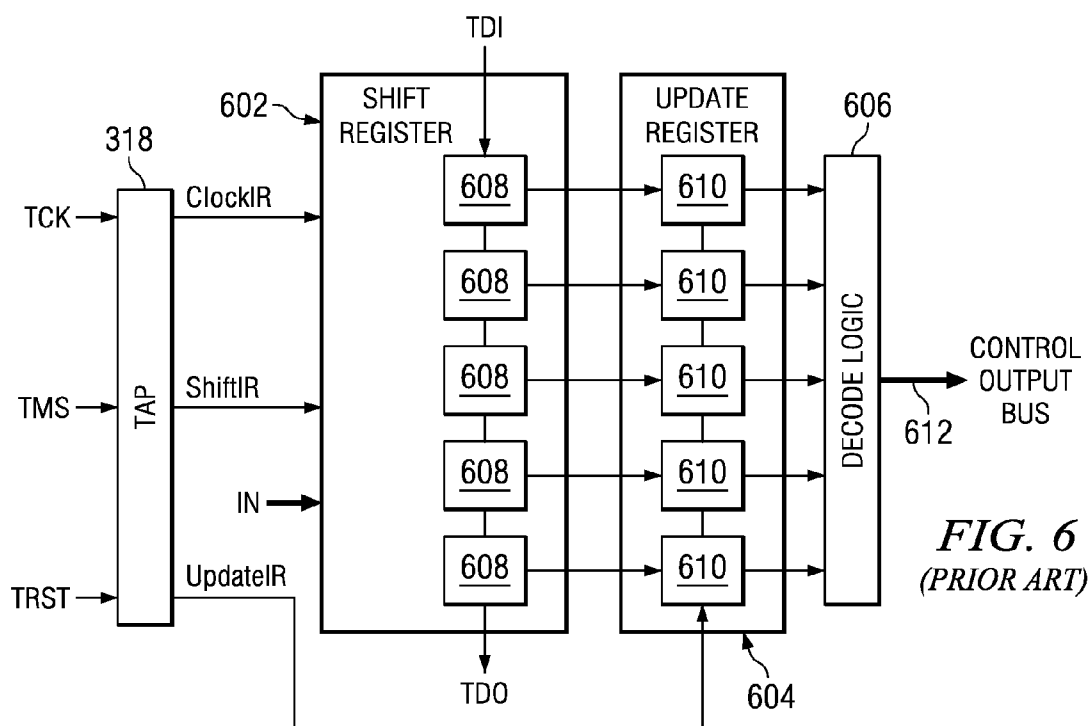 TDI
602
SHIFT
REGISTER
UPDATE
REGISTER
606
318
TCK
ClockIR
608
610
608
610
TMS
TAP
ShiftIR
608
610
DECODE LOGIC
CONTROL
OUTPUT
BUS
612
IN
608
610
TRST
UpdateIR
608
610
FIG. 6
(PRIOR ART)
TDO
604